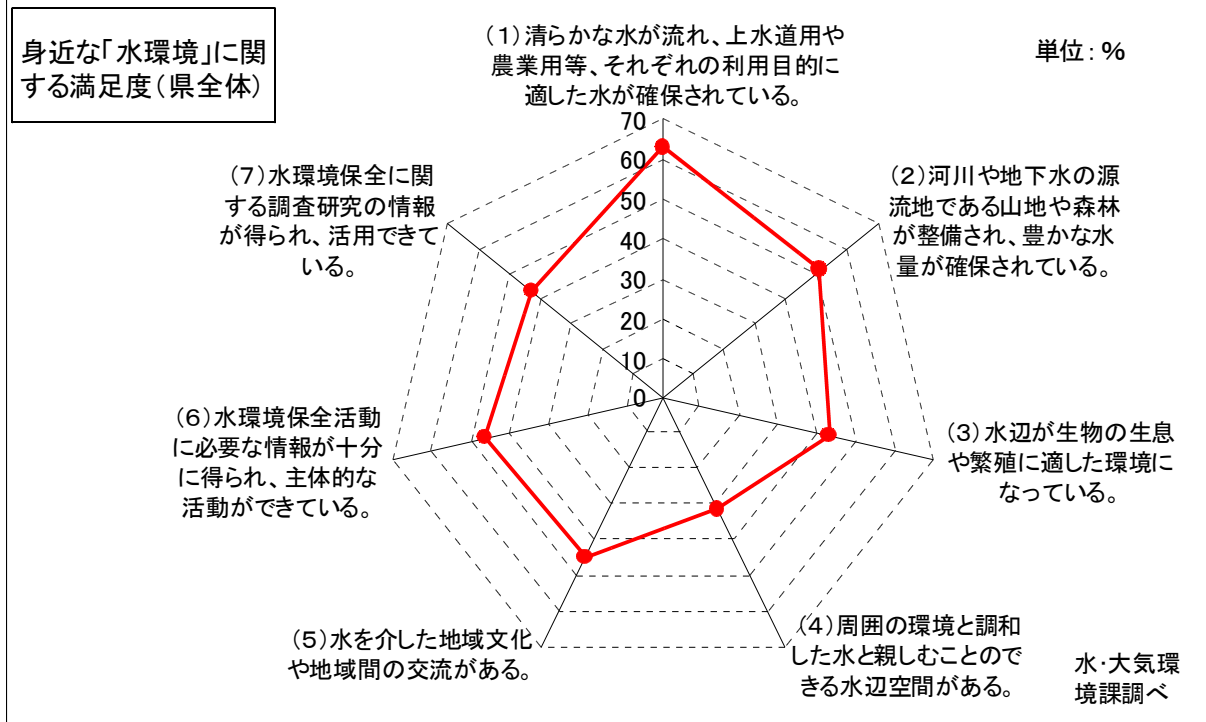 身近な「水環境」に関
する満足度（県全体）
単位：％
（１）清らかな水が流れ、上水道用や
農業用等、それぞれの利用目的に
適した水が確保されている。
70
60
50
40
30
20
10
0
（２）河川や地下水の源
流地である山地や森林
が整備され、豊かな水
量が確保されている。
（３）水辺が生物の生息
や繁殖に適した環境に
なっている。
（４）周囲の環境と調和
した水と親しむことので
きる水辺空間がある。
（５）水を介した地域文化
や地域間の交流がある。
（６）水環境保全活動
に必要な情報が十分
に得られ、主体的な
活動ができている。
（７）水環境保全に関
する調査研究の情報
が得られ、活用できて
いる。
水・大気環
境課調べ